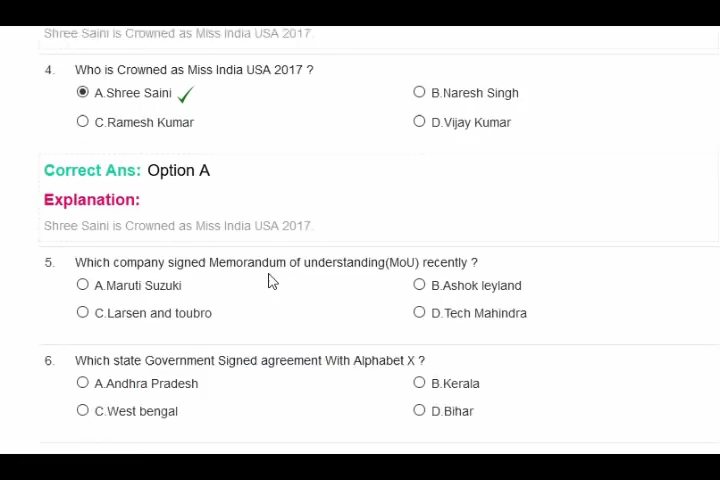 Shree Saini is Crowned as Miss India USA 2017.
4. Who is Crowned as Miss India USA 2017 ?
A.Shree Saini B.Naresh Singh
C.Ramesh Kumar D.Vijay Kumar
Correct Ans: Option A
Explanation:
Shree Saini is Crowned as Miss India USA 2017.
5. Which company signed Memorandum of understanding(MoU) recently ?
A.Maruti Suzuki B.Ashok leyland
C.Larsen and toubro D.Tech Mahindra
6. Which state Government Signed agreement With Alphabet X ?
A.Andhra Pradesh B.Kerala
C.West bengal D.Bihar